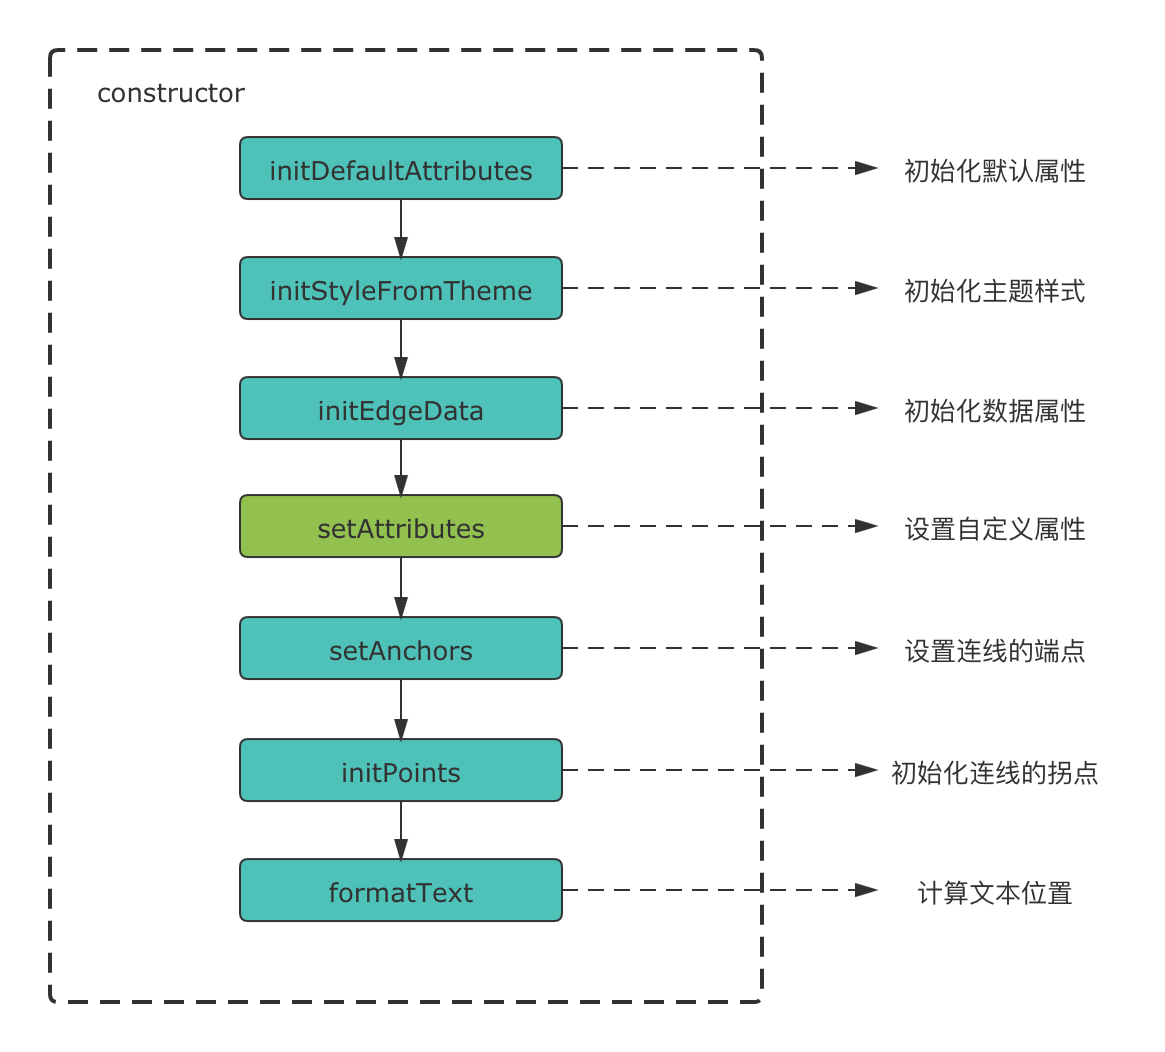 constructor
initDefaultAttributes
初始化默认属性
initStyleFromTheme
初始化主题样式
initEdgeData
初始化数据属性
setAttributes
设置自定义属性
setAnchors
设置连线的端点
initPoints
初始化连线的拐点
formatText
计算文本位置